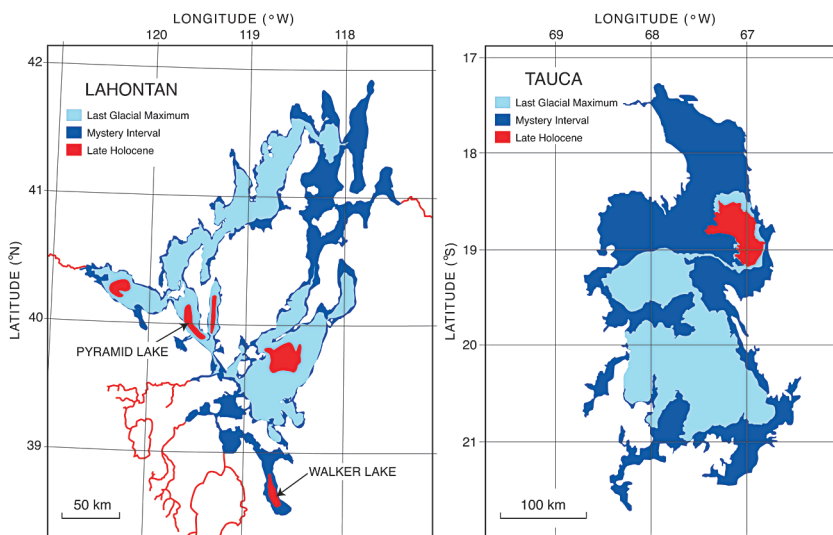 LONGITUDE (°W)
120
119
118
42
41
40
39
LATITUDE (°N)
LAHONTAN
Last Glacial Maximum
Mystery Interval
Late Holocene
PYRAMID LAKE
WALKER LAKE
50 km
LONGITUDE (°W)
69
68
67
17
18
19
20
21
LATITUDE (°S)
TAUCA
Last Glacial Maximum
Mystery Interval
Late Holocene
100 km